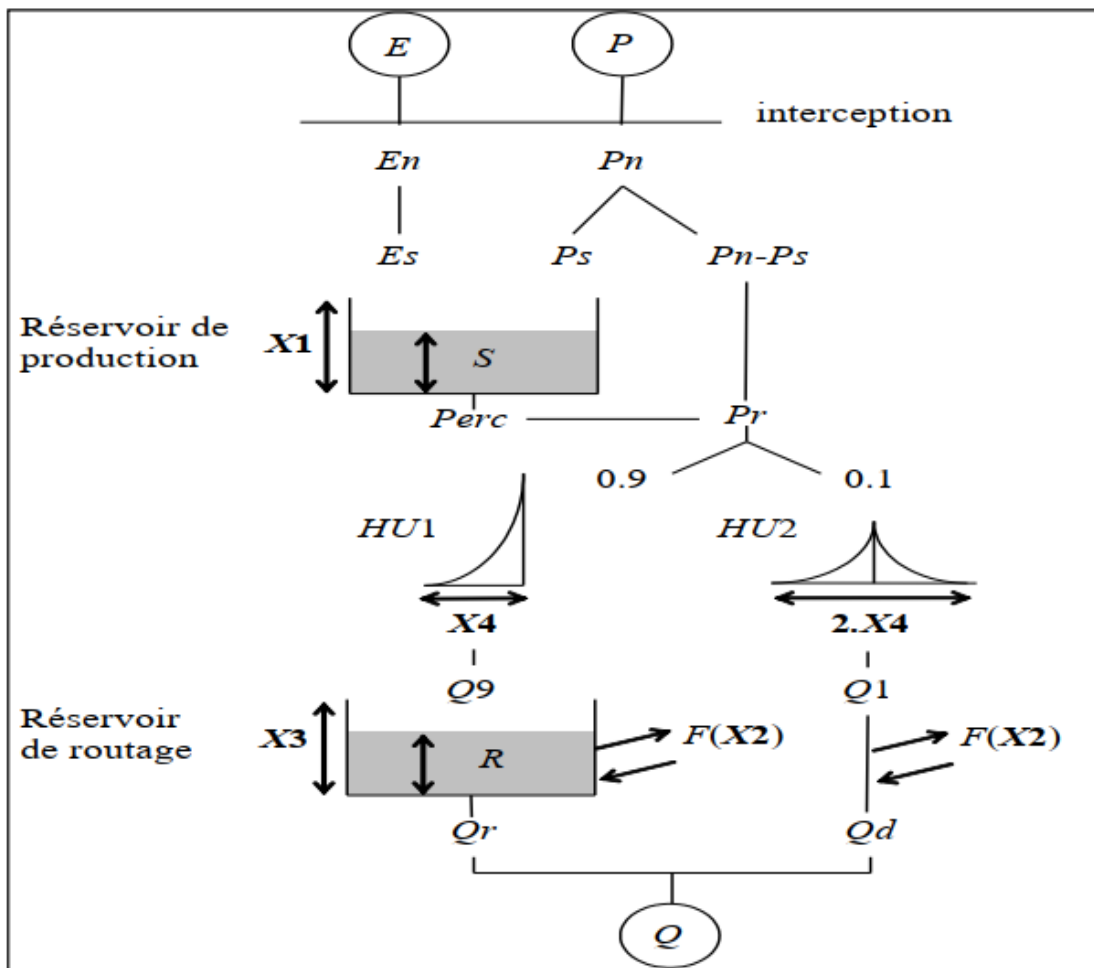 E P
interception
En Pn
Es Ps Pn-Ps
Réservoir de
production
X1 S
Perc Pr
0.9 0.1
HU1 HU2
X4 2.X4
Q9 Q1
Réservoir
de routage
X3 R F(X2) F(X2)
Qr Qd
Q